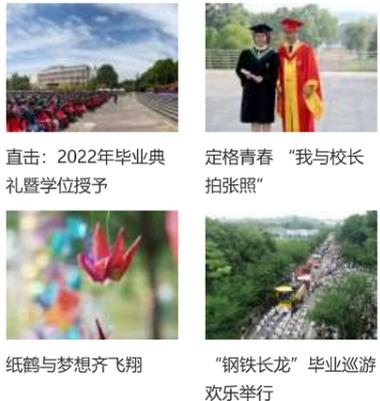 直击：2022年毕业典
礼暨学位授予
定格青春 “我与校长
拍张照”
纸鹤与梦想齐飞翔
“钢铁长龙”毕业巡游
欢乐举行